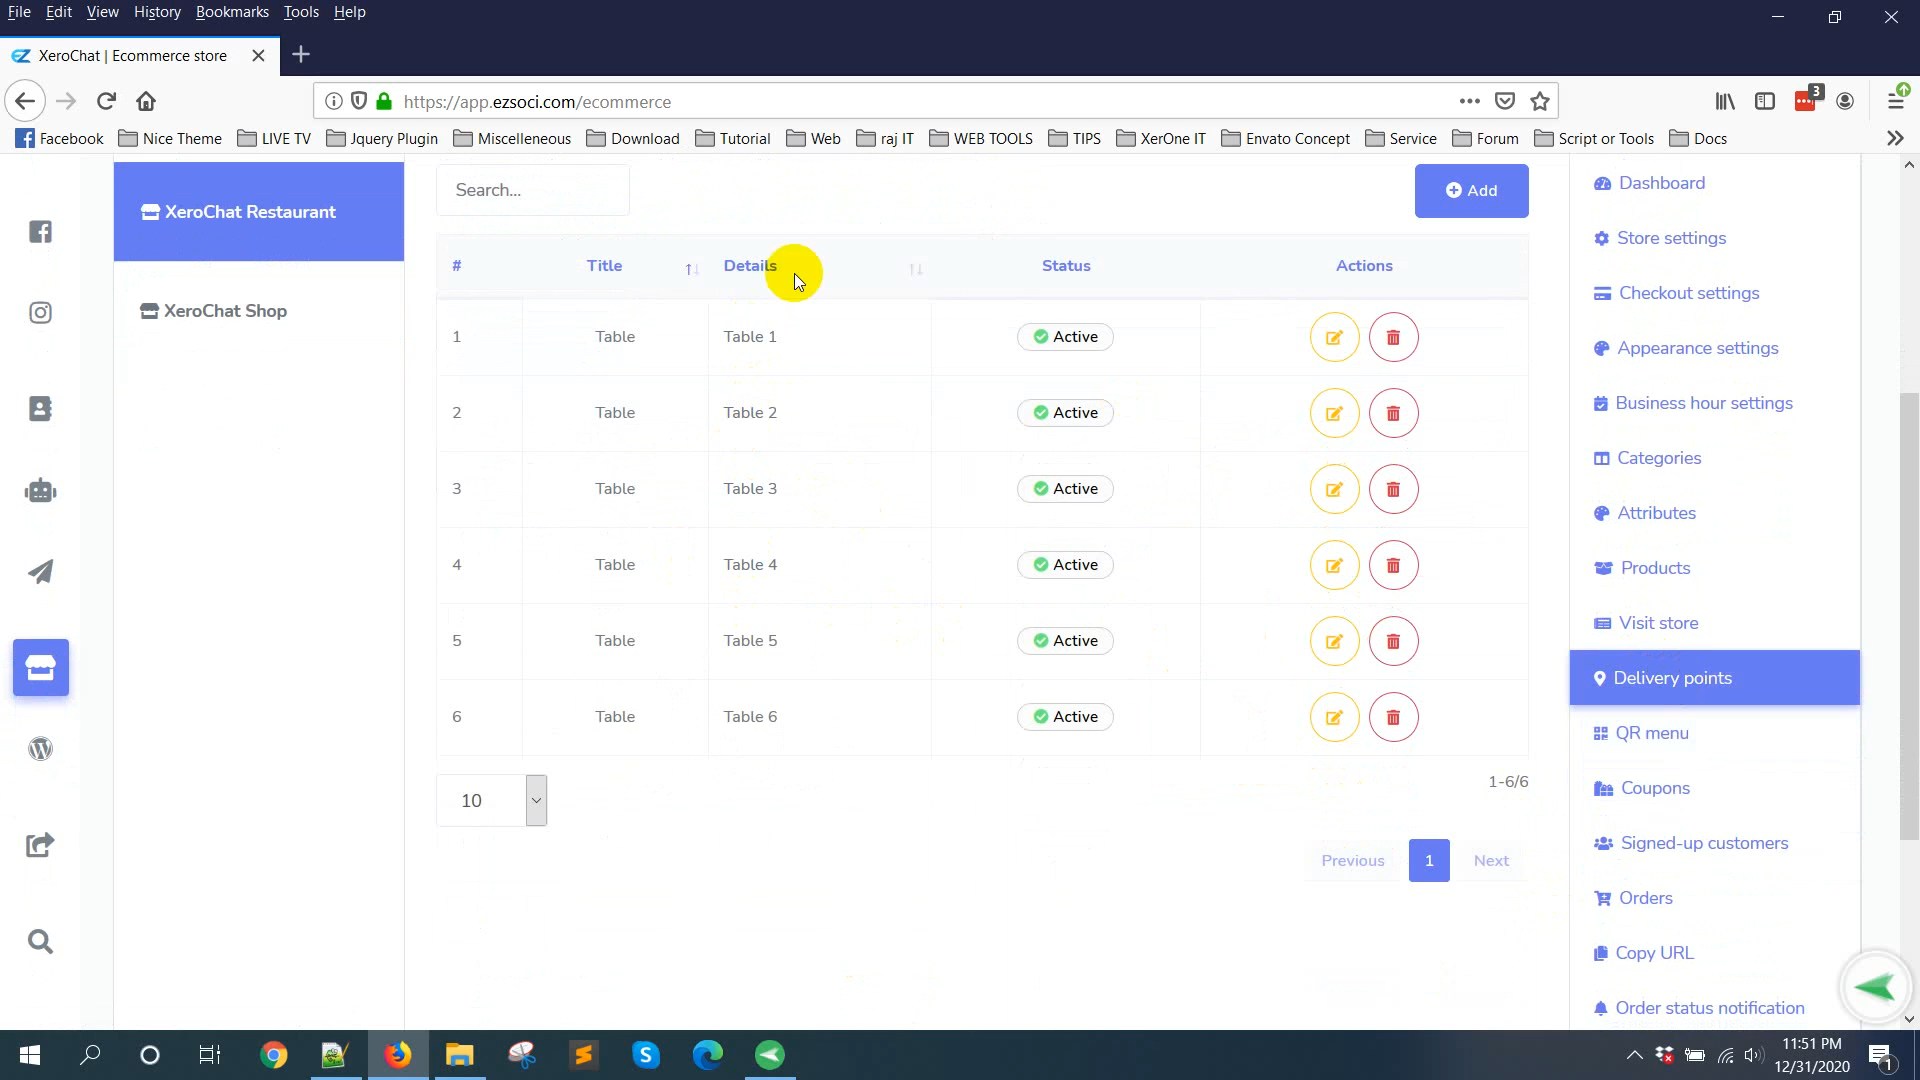 File Edit View History Bookmarks Tools Help
XeroChat | Ecommerce store
https://app.ezsoci.com/ecommerce
3
Facebook Nice Theme LIVE TV Jquery Plugin Miscelleneous Download Tutorial Web raj IT WEB TOOLS TIPS XerOne IT Envato Concept Service Forum Script or Tools Docs
XeroChat Restaurant
XeroChat Shop
Search...
Add
# Title Details Status Actions
1 Table Table 1 Active
2 Table Table 2 Active
3 Table Table 3 Active
4 Table Table 4 Active
5 Table Table 5 Active
6 Table Table 6 Active
10
1-6/6
Previous 1 Next
Dashboard
Store settings
Checkout settings
Appearance settings
Business hour settings
Categories
Attributes
Products
Visit store
Delivery points
QR menu
Coupons
Signed-up customers
Orders
Copy URL
Order status notification
11:51 PM
12/31/2020
1